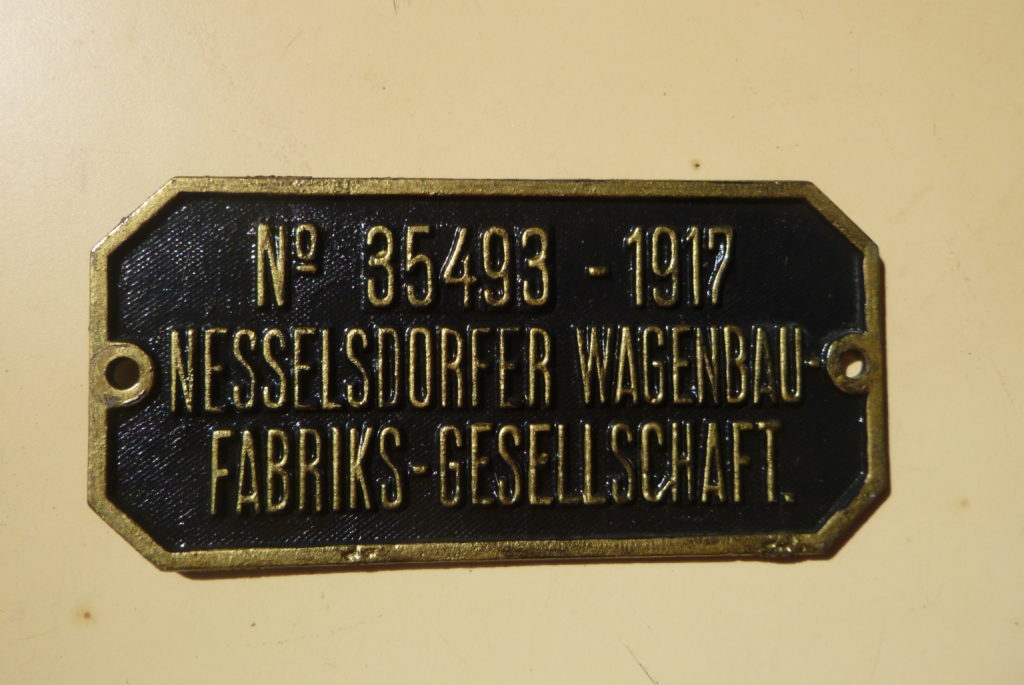 Nº 35493 - 1917
NESSELSDORFER WAGENBAU-
FABRIKS-GESELLSCHAFT.